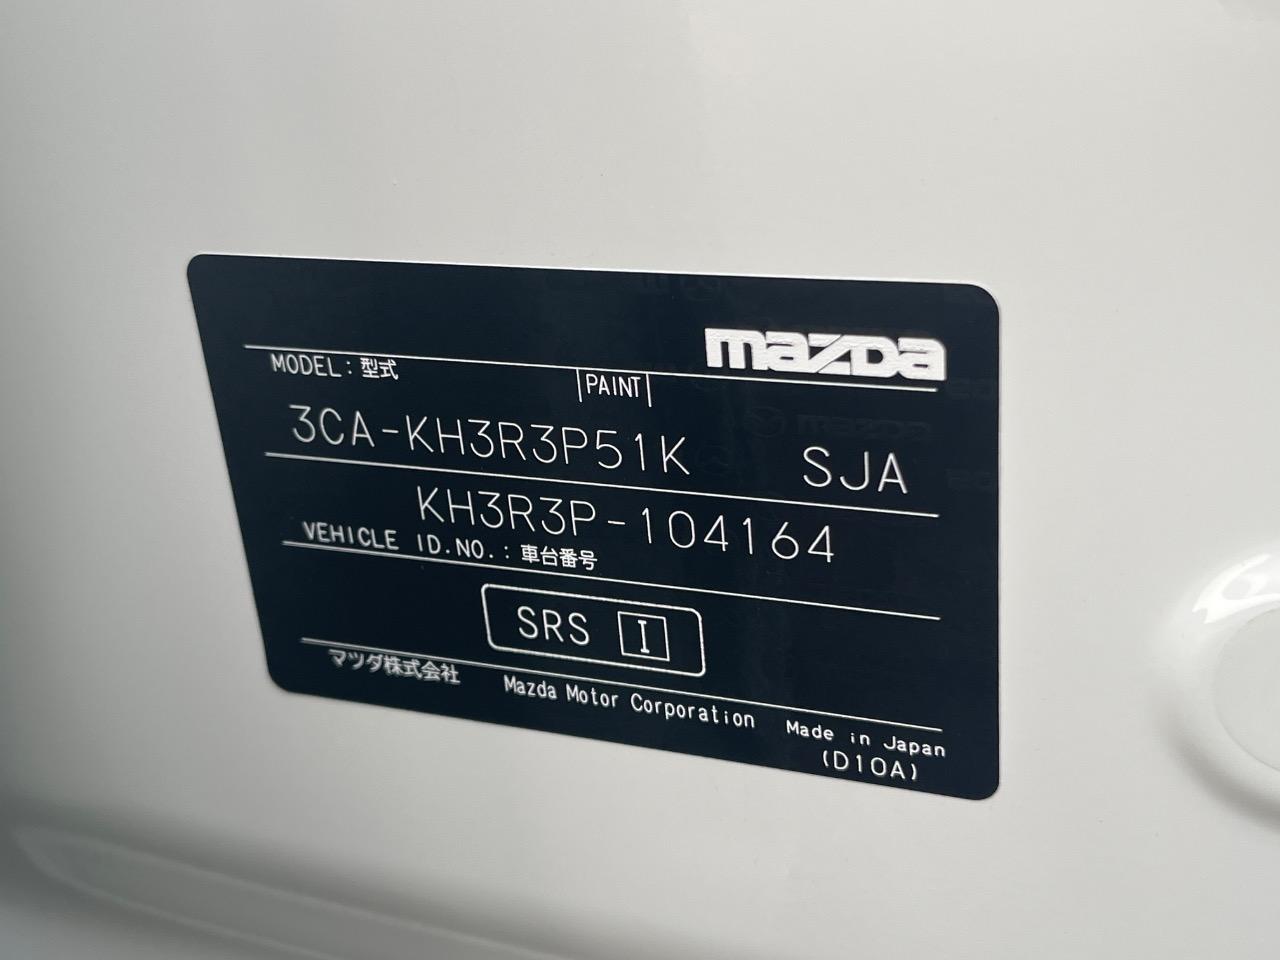 mazda
MODEL:型式
PAINT
3CA-KH3R3P51K SJA
KH3R3P-104164
VEHICLE ID.NO.:車台番号
SRS I
マツダ株式会社 Mazda Motor Corporation Made in Japan
(D10A)